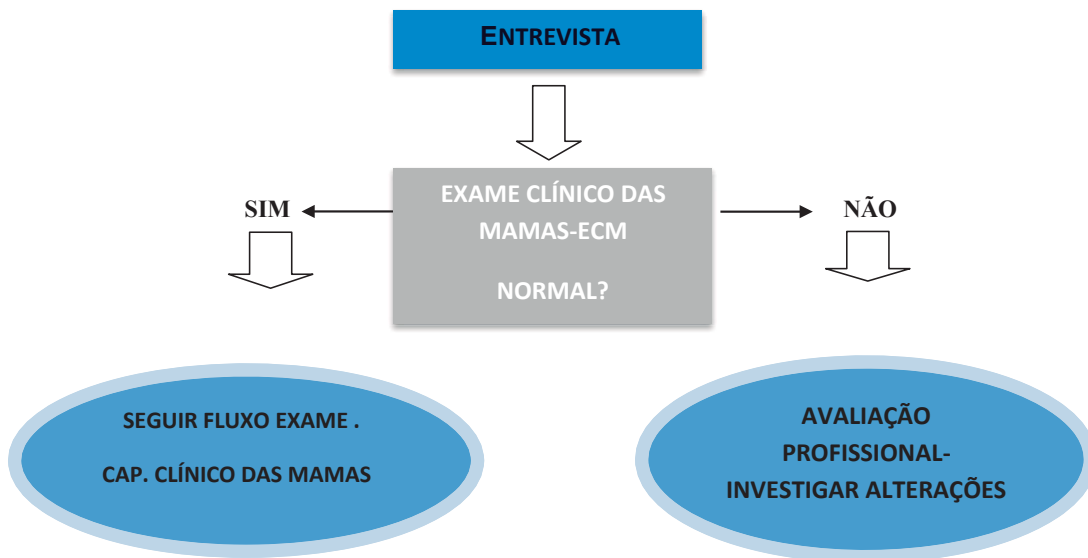 ENTREVISTA
EXAME CLÍNICO DAS
MAMAS-ECM
NORMAL?
SIM
NÃO
SEGUIR FLUXO EXAME .
CAP. CLÍNICO DAS MAMAS
AVALIAÇÃO
PROFISSIONAL-
INVESTIGAR ALTERAÇÕES